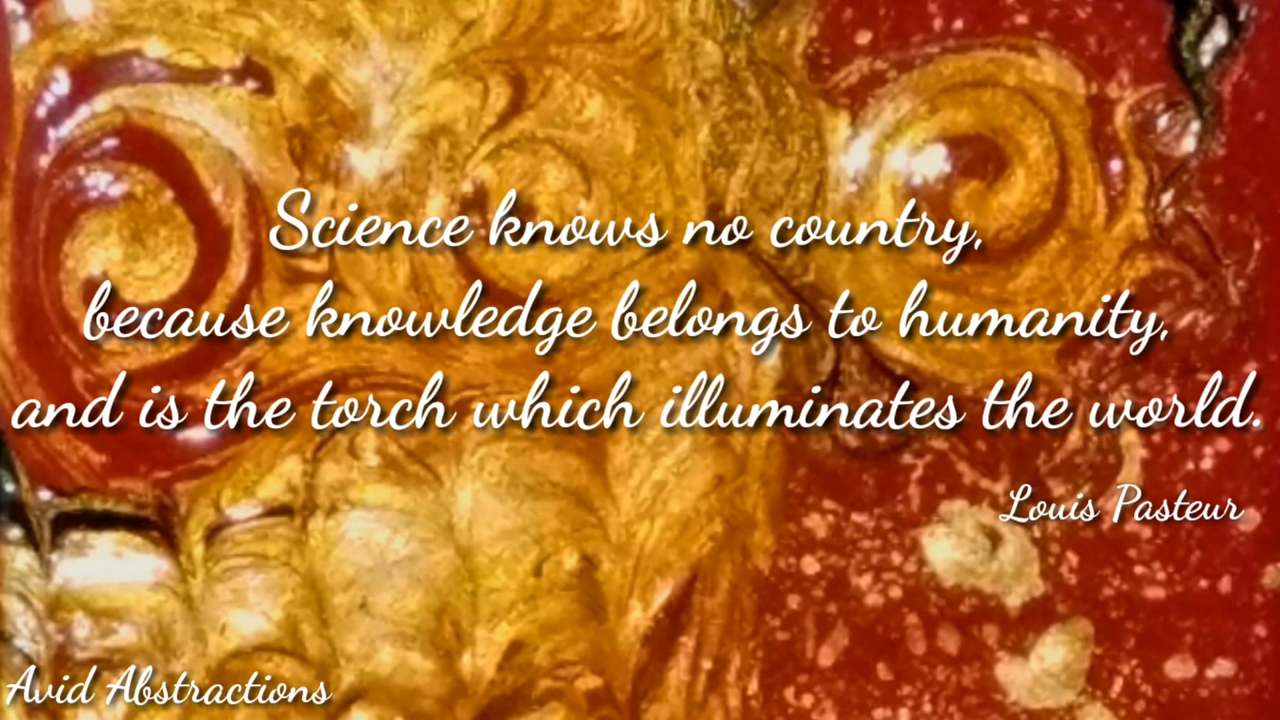 Science knows no country,
because knowledge belongs to humanity,
and is the torch which illuminates the world.
Louis Pasteur
Avid Abstractions